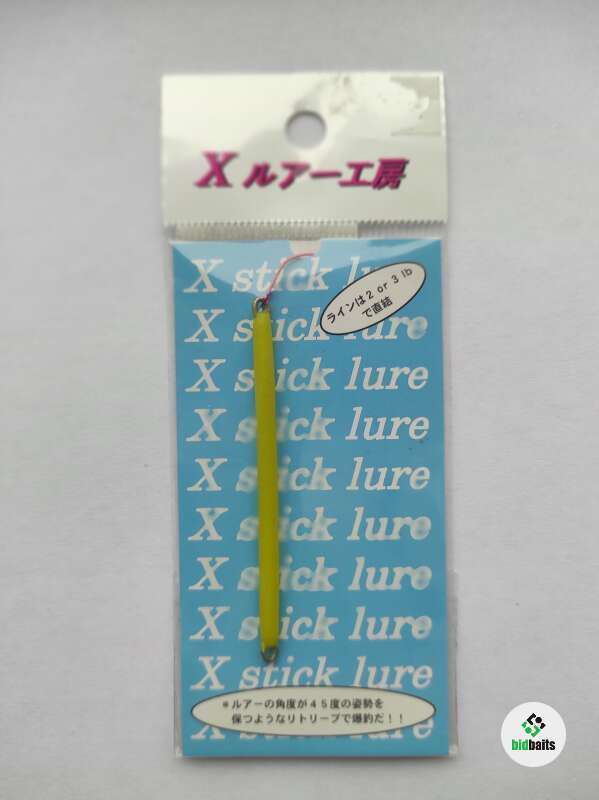 X ルアー工房
X stick lure
ラインは2 or 3 lb
で直結
X stick lure
X stick lure
X stick lure
X stick lure
X stick lure
X stick lure
X stick lure
X stick lure
＊ルアーの角度が４５度の姿勢を
保つようなリトリーブで爆釣だ！！
X
bidbaits